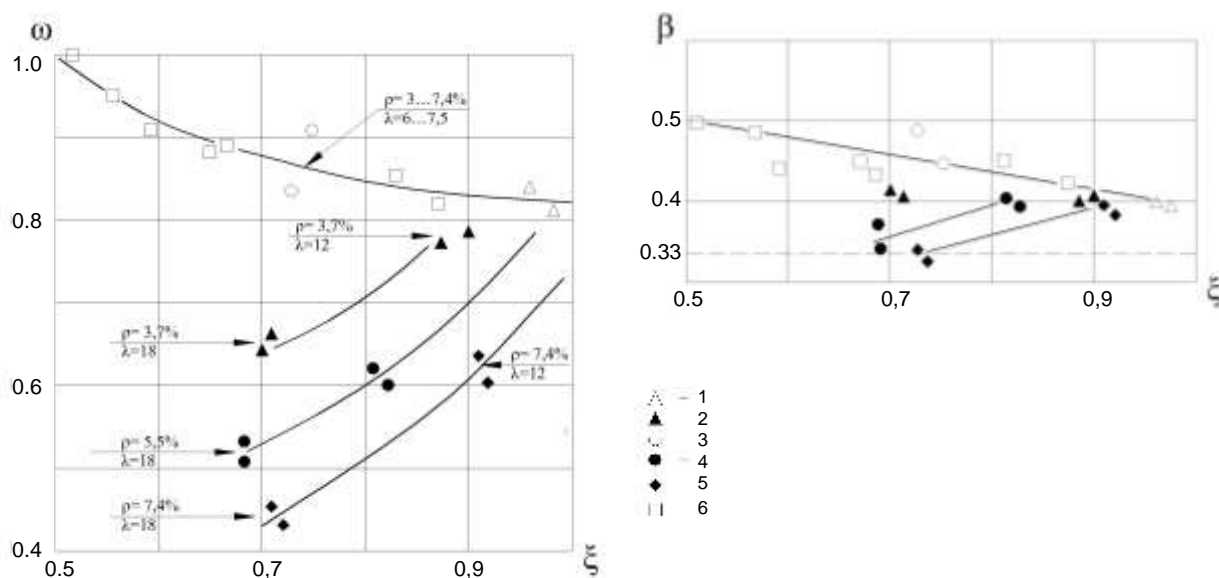 ω
1.0
0.8
0.6
0.4
0.5
0,7
0,9
ξ
ρ= 3…7,4%
λ=6…7,5
ρ= 3,7%
λ=12
ρ= 3,7%
λ=18
ρ= 7,4%
λ=12
ρ= 5,5%
λ=18
ρ= 7,4%
λ=18
β
0.5
0.4
0.33
0.5
0,7
0,9
ξ
– 1
2
3
– 4
5
6